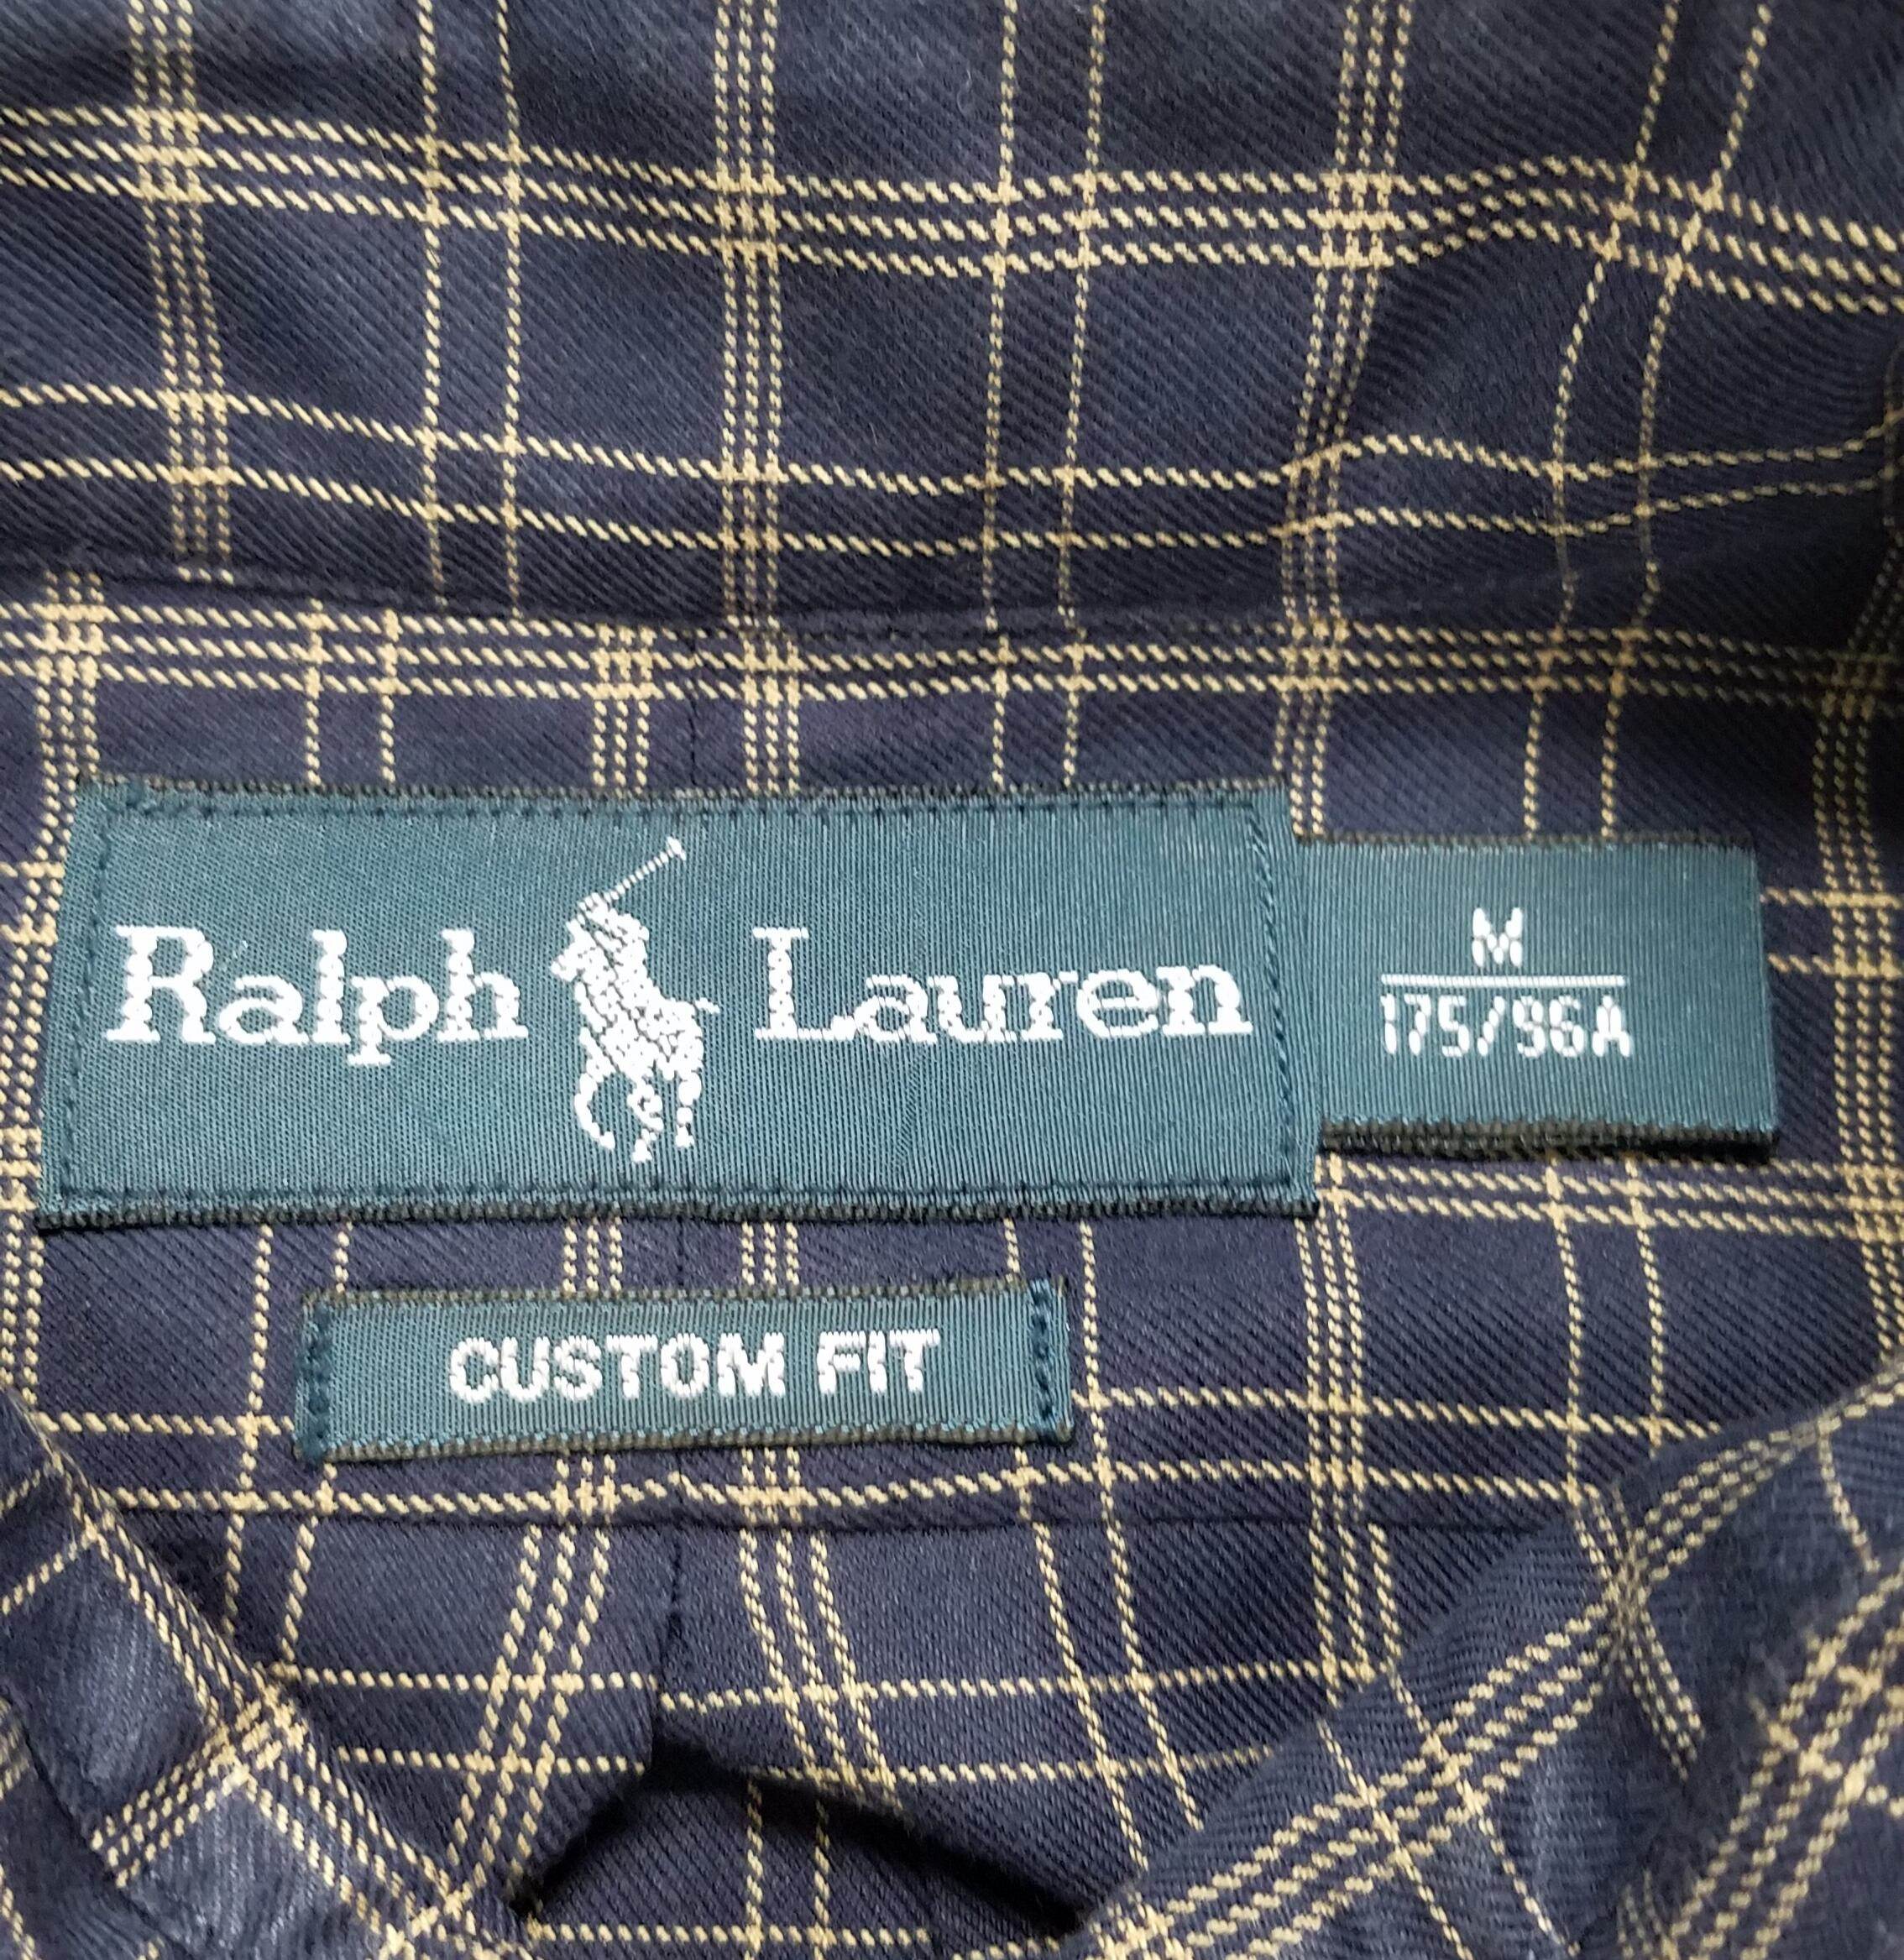 Ralph Lauren
M
175/96A
CUSTOM FIT